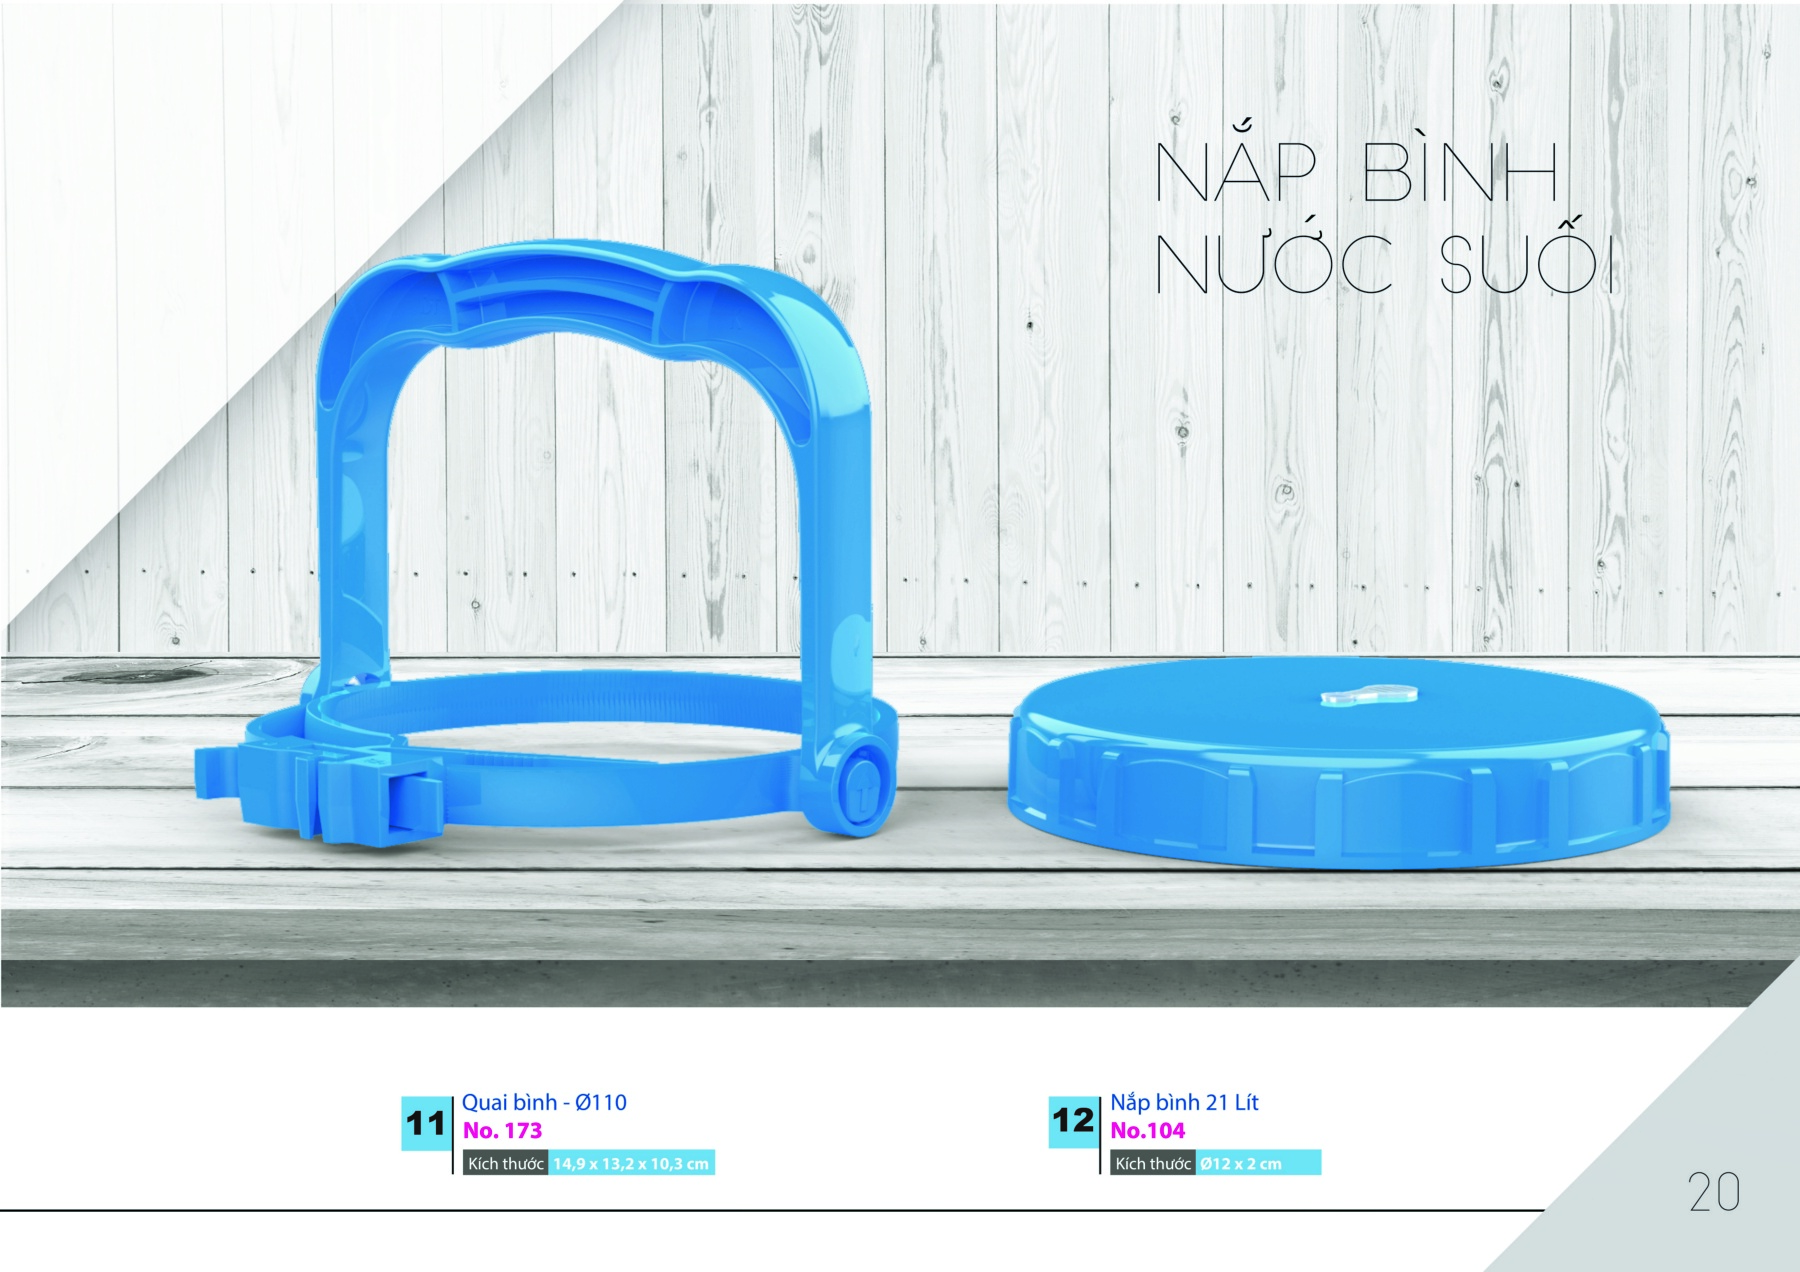 NẮP BÌNH
NƯỚC SUỐI
11
Quai bình - Ø110
No. 173
Kích thước 14,9 x 13,2 x 10,3 cm
12
Nắp bình 21 Lít
No.104
Kích thước Ø12 x 2 cm
20